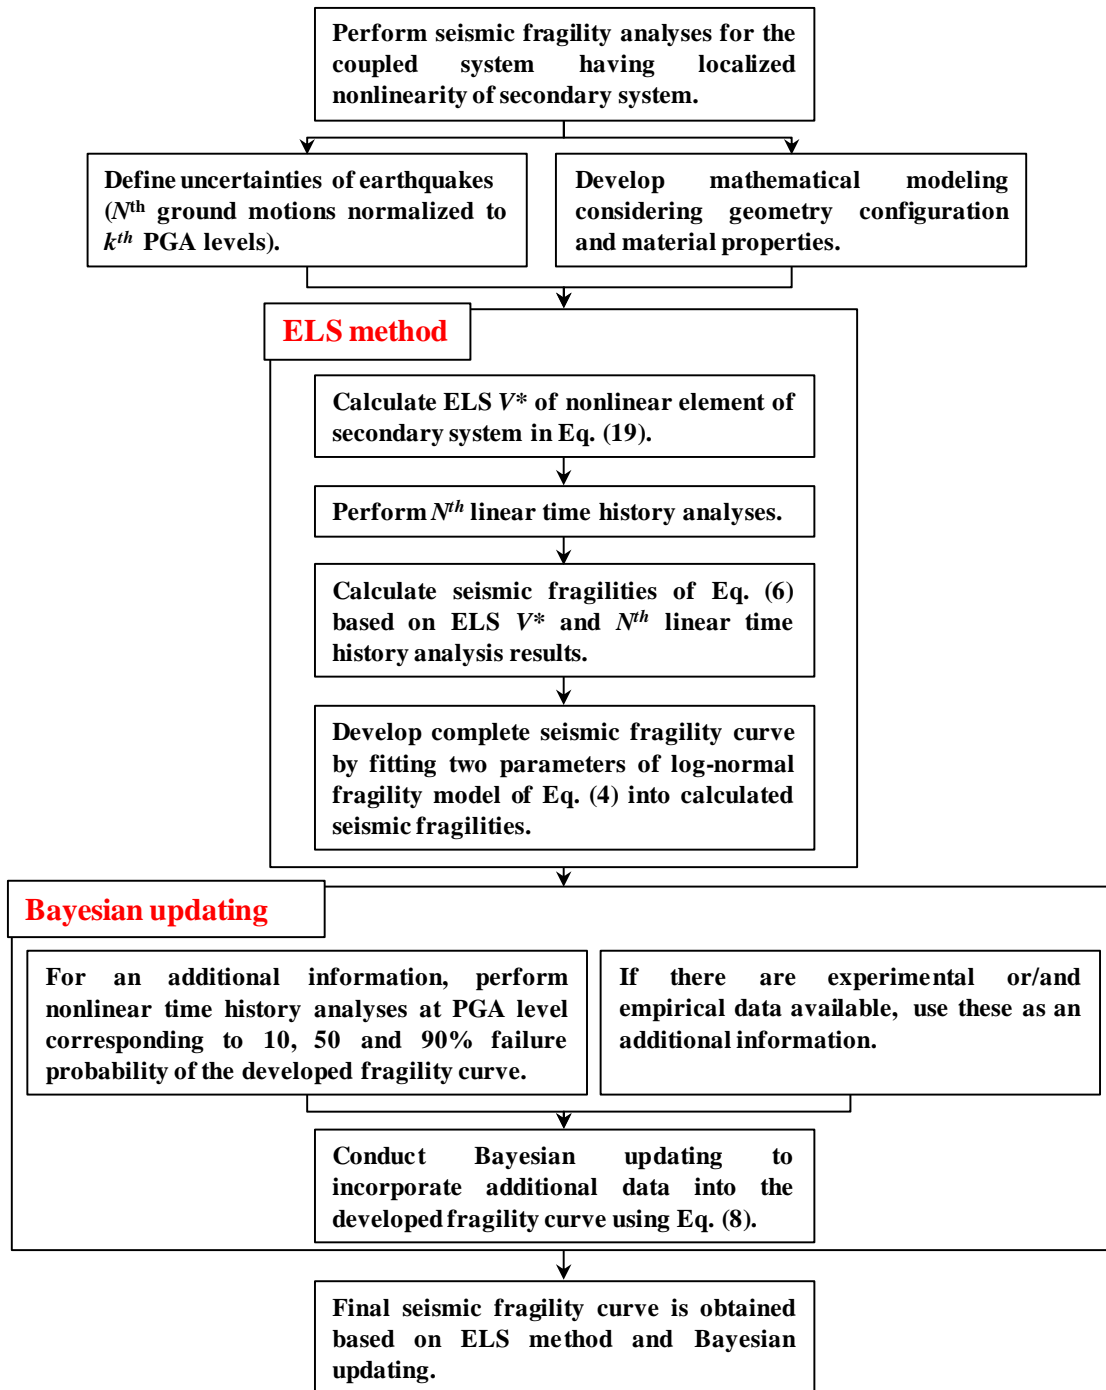 Perform seismic fragility analyses for the
coupled system having localized
nonlinearity of secondary system.
Define uncertainties of earthquakes
(Nth ground motions normalized to
kth PGA levels).
Develop mathematical modeling
considering geometry configuration
and material properties.
ELS method
Calculate ELS V* of nonlinear element of
secondary system in Eq. (19).
Perform Nth linear time history analyses.
Calculate seismic fragilities of Eq. (6)
based on ELS V* and Nth linear time
history analysis results.
Develop complete seismic fragility curve
by fitting two parameters of log-normal
fragility model of Eq. (4) into calculated
seismic fragilities.
Bayesian updating
For an additional information, perform
nonlinear time history analyses at PGA level
corresponding to 10, 50 and 90% failure
probability of the developed fragility curve.
If there are experimental or/and
empirical data available, use these as an
additional information.
Conduct Bayesian updating to
incorporate additional data into the
developed fragility curve using Eq. (8).
Final seismic fragility curve is obtained
based on ELS method and Bayesian
updating.